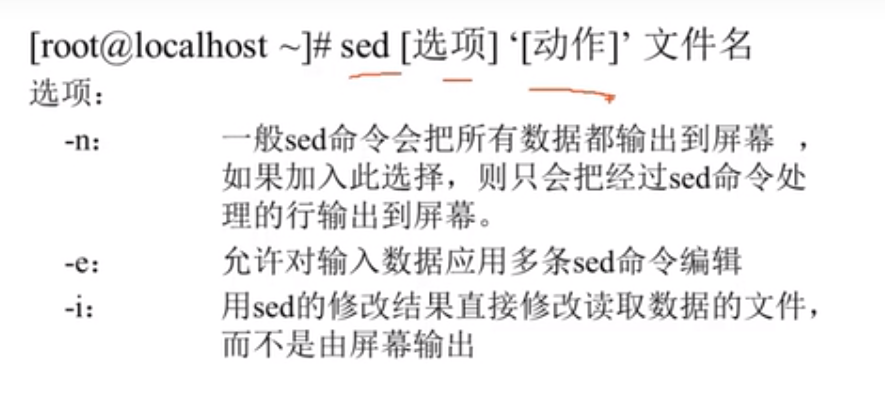 [root@localhost ~]# sed [选项] ‘[动作]’ 文件名
选项：
-n： 一般sed命令会把所有数据都输出到屏幕 ，
如果加入此选择，则只会把经过sed命令处
理的行输出到屏幕。
-e： 允许对输入数据应用多条sed命令编辑
-i： 用sed的修改结果直接修改读取数据的文件，
而不是由屏幕输出